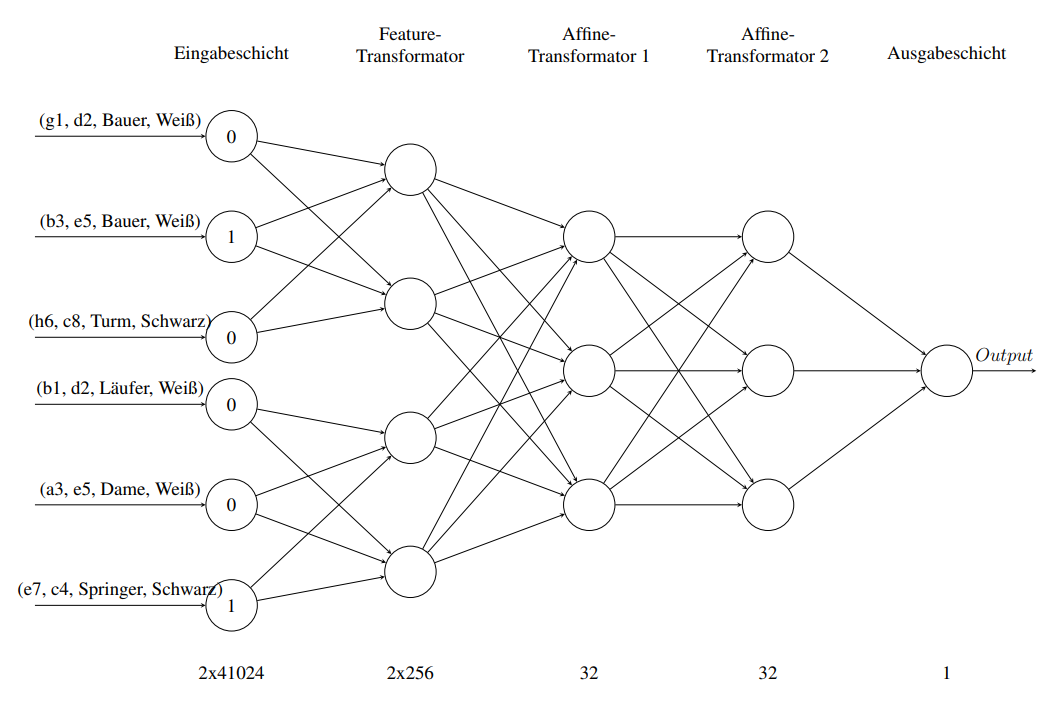 Eingabeschicht
Feature-
Transformator
Affine-
Transformator 1
Affine-
Transformator 2
Ausgabeschicht
(g1, d2, Bauer, Weiß)
0
(b3, e5, Bauer, Weiß)
1
(h6, c8, Turm, Schwarz)
0
(b1, d2, Läufer, Weiß)
0
(a3, e5, Dame, Weiß)
0
(e7, c4, Springer, Schwarz)
1
Output
2x41024
2x256
32
32
1